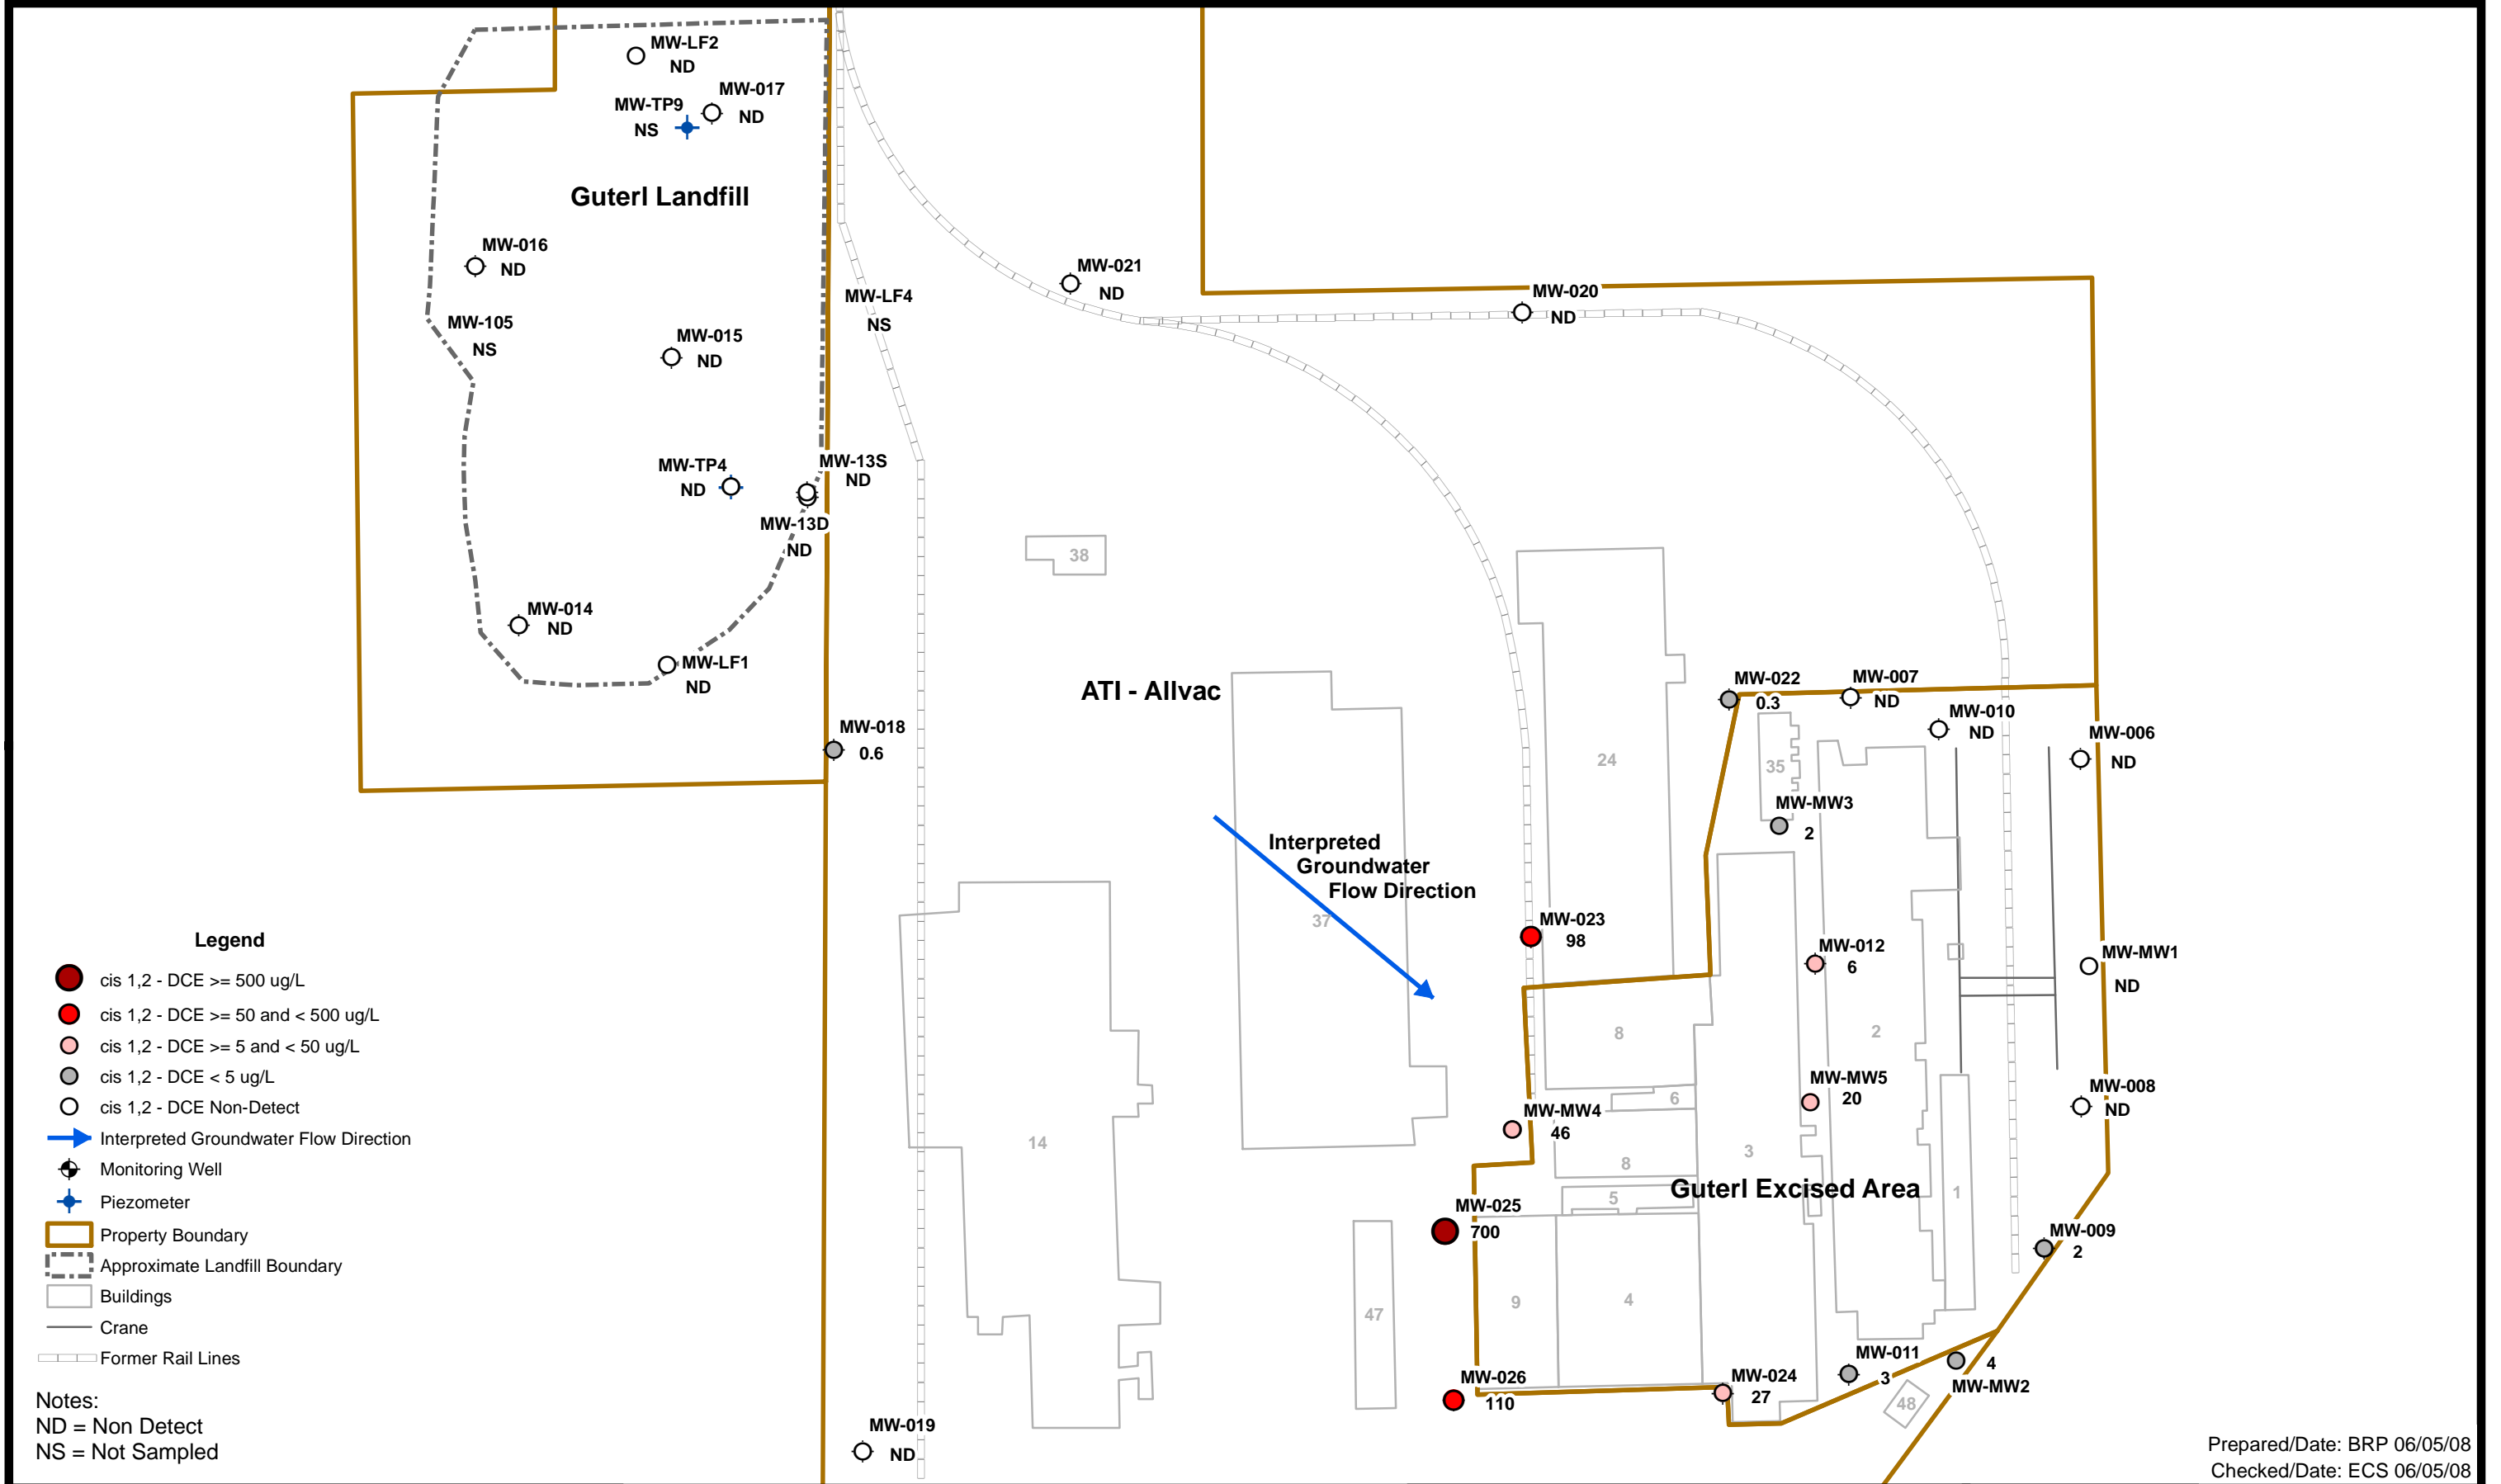 MW-LF2
ND
MW-017
ND
MW-TP9
NS
Guterl Landfill
MW-016
ND
MW-105
NS
MW-015
ND
MW-LF4
NS
MW-021
ND
MW-020
ND
MW-TP4
ND
MW-13S
ND
MW-13D
ND
MW-014
ND
MW-LF1
ND
MW-018
0.6
38
ATI - Allvac
24
MW-022
0.3
MW-007
ND
MW-010
ND
MW-006
ND
35
MW-MW3
2
Interpreted
Groundwater
Flow Direction
37
MW-023
98
MW-012
6
MW-MW1
ND
8
2
6
MW-MW5
20
MW-008
ND
MW-MW4
46
14
8
3
Guterl Excised Area
5
1
MW-025
700
MW-009
2
9
4
47
MW-026
110
MW-024
27
MW-011
3
4
MW-MW2
48
MW-019
ND
Legend
cis 1,2 - DCE >= 500 ug/L
cis 1,2 - DCE >= 50 and < 500 ug/L
cis 1,2 - DCE >= 5 and < 50 ug/L
cis 1,2 - DCE < 5 ug/L
cis 1,2 - DCE Non-Detect
Interpreted Groundwater Flow Direction
Monitoring Well
Piezometer
Property Boundary
Approximate Landfill Boundary
Buildings
Crane
Former Rail Lines
Notes:
ND = Non Detect
NS = Not Sampled
Prepared/Date: BRP 06/05/08
Checked/Date: ECS 06/05/08